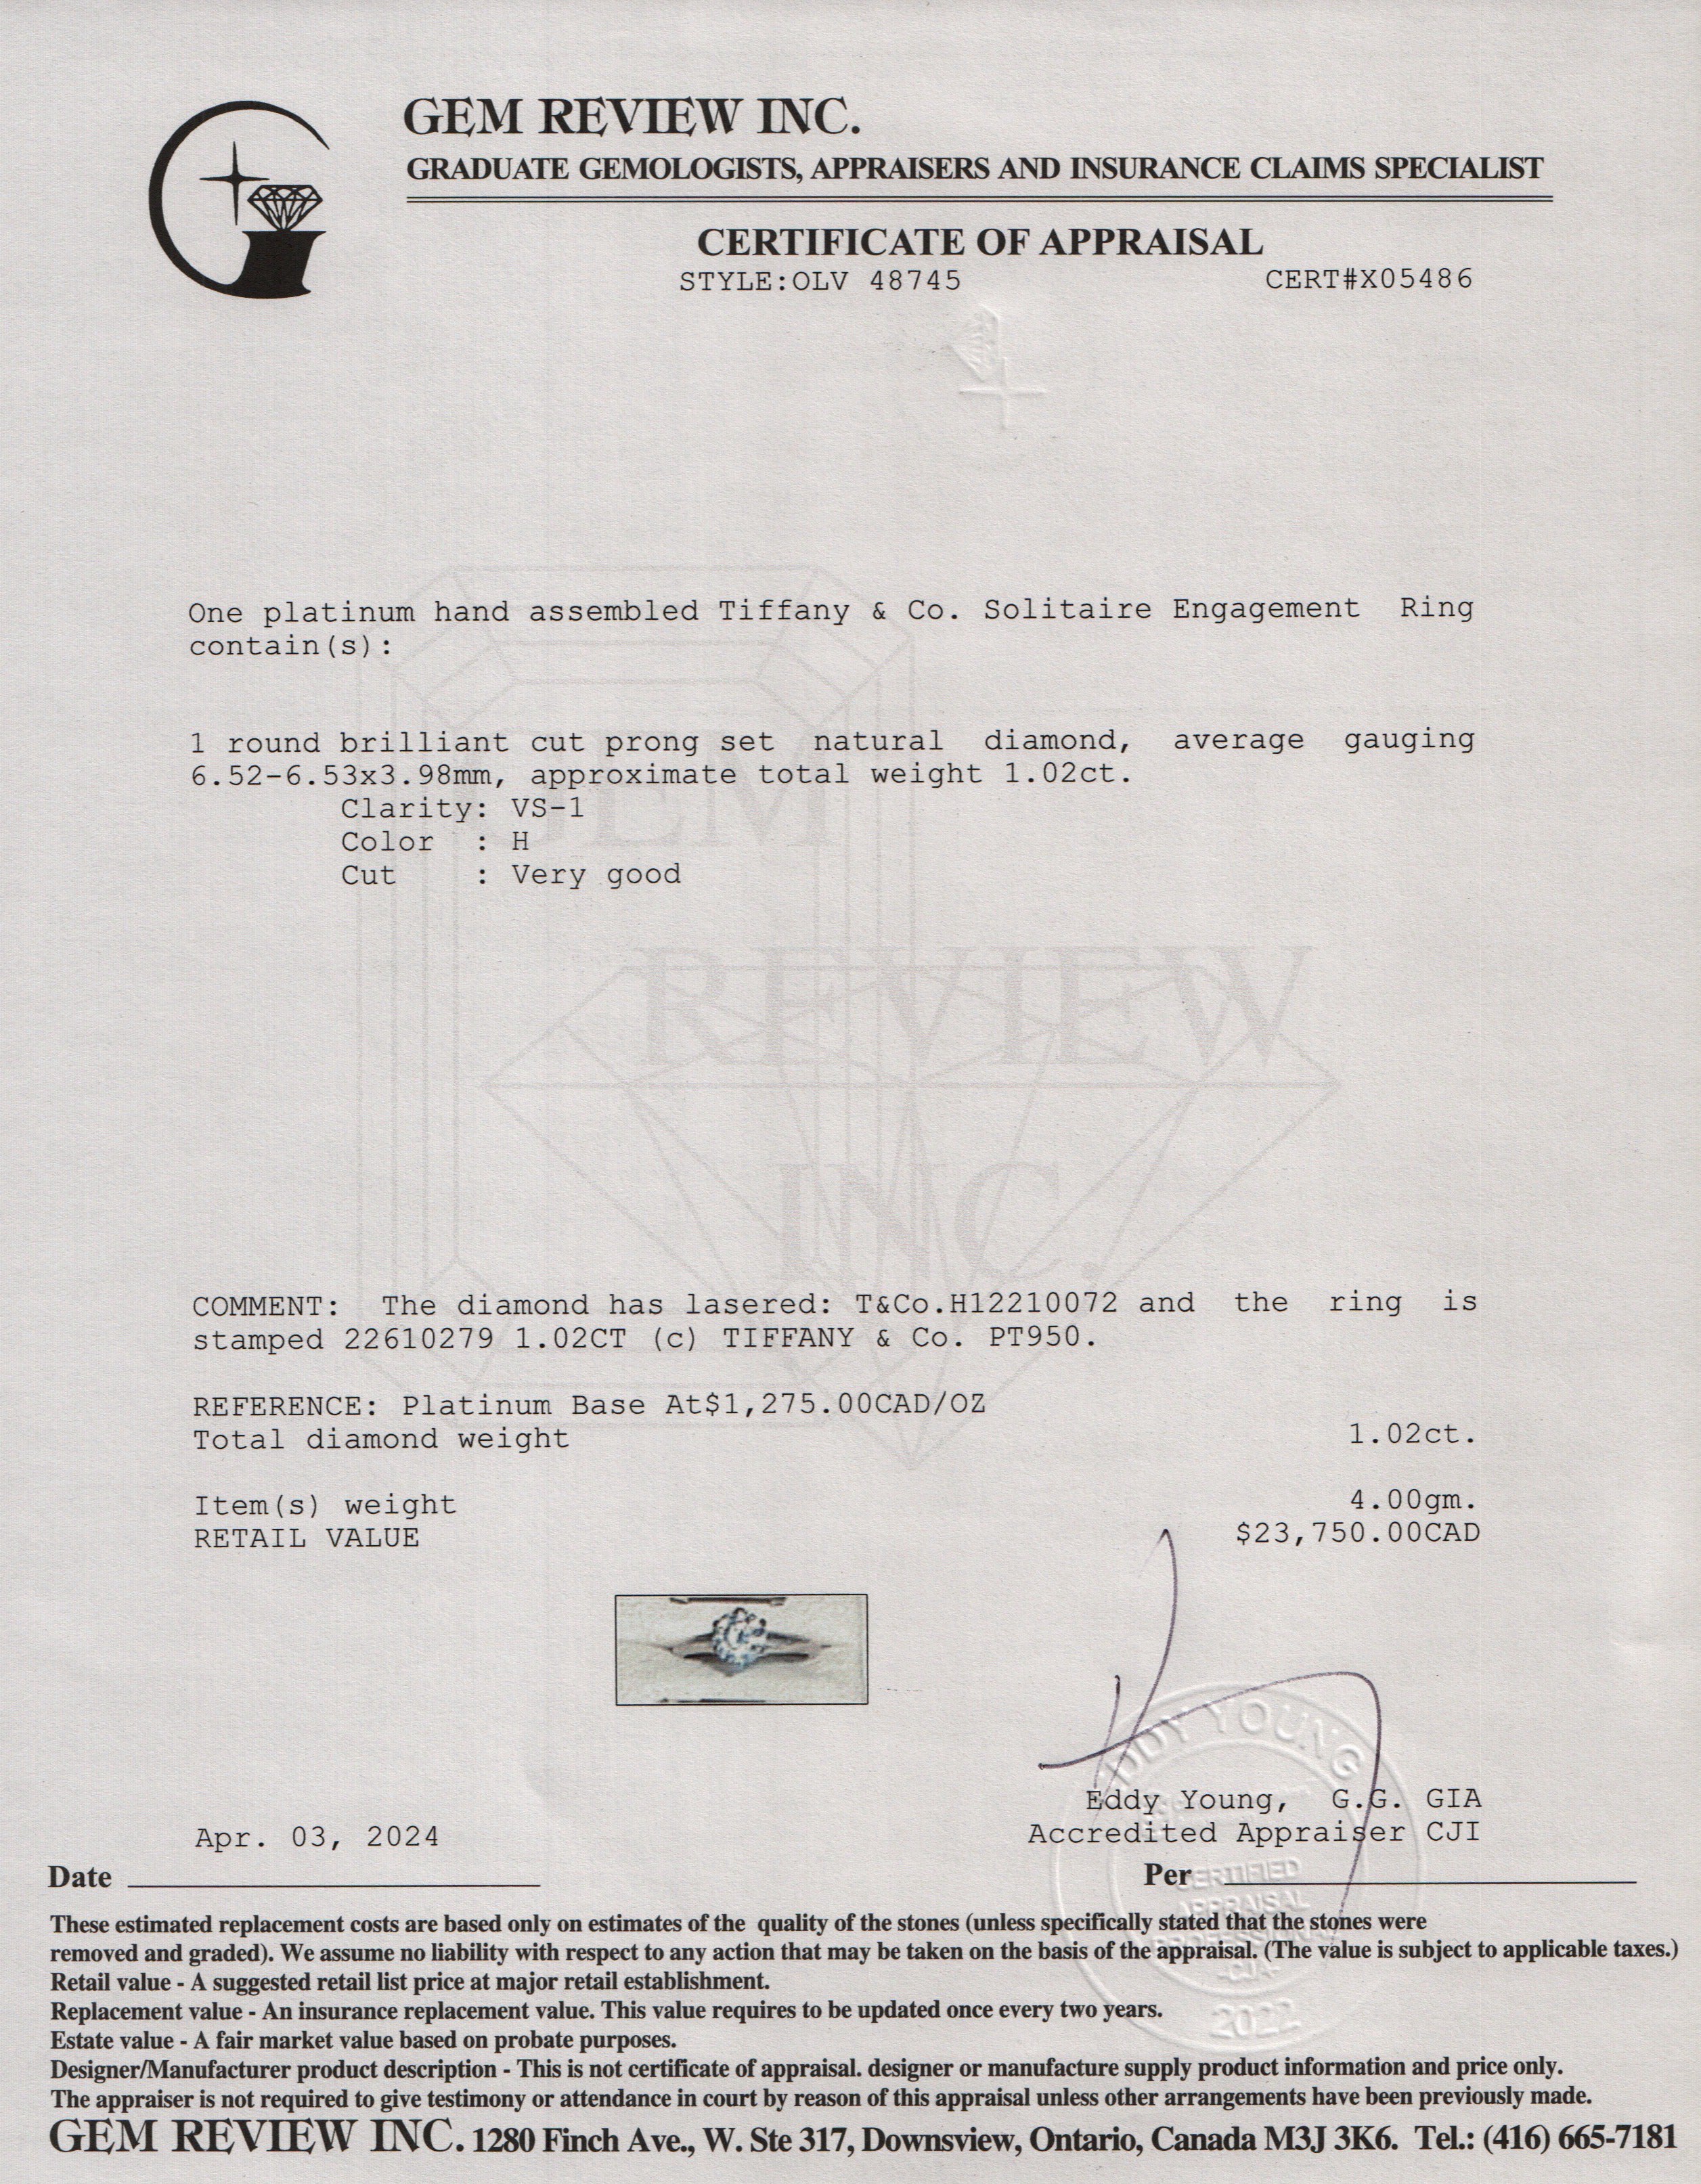 GEM REVIEW INC.
GRADUATE GEMOLOGISTS, APPRAISERS AND INSURANCE CLAIMS SPECIALIST
CERTIFICATE OF APPRAISAL
STYLE:OLV 48745 CERT#X05486
One platinum hand assembled Tiffany & Co. Solitaire Engagement Ring
contain(s):
1 round brilliant cut prong set natural diamond, average gauging
6.52-6.53x3.98mm, approximate total weight 1.02ct.
Clarity: VS-1
Color : H
Cut : Very good
GEM
REVIEW
INC.
COMMENT: The diamond has lasered: T&Co.H12210072 and the ring is
stamped 22610279 1.02CT (c) TIFFANY & Co. PT950.
REFERENCE: Platinum Base At$1,275.00CAD/OZ
Total diamond weight 1.02ct.
Item(s) weight 4.00gm.
RETAIL VALUE $23,750.00CAD
EDDY YOUNG
Eddy Young, G.G. GIA
Apr. 03, 2024 Accredited Appraiser CJI
Date Per
CERTIFIED
APPRAISAL
PROFESSIONAL
-CJA-
2022
These estimated replacement costs are based only on estimates of the quality of the stones (unless specifically stated that the stones were
removed and graded). We assume no liability with respect to any action that may be taken on the basis of the appraisal. (The value is subject to applicable taxes.)
Retail value - A suggested retail list price at major retail establishment.
Replacement value - An insurance replacement value. This value requires to be updated once every two years.
Estate value - A fair market value based on probate purposes.
Designer/Manufacturer product description - This is not certificate of appraisal. designer or manufacture supply product information and price only.
The appraiser is not required to give testimony or attendance in court by reason of this appraisal unless other arrangements have been previously made.
GEM REVIEW INC. 1280 Finch Ave., W. Ste 317, Downsview, Ontario, Canada M3J 3K6. Tel.: (416) 665-7181